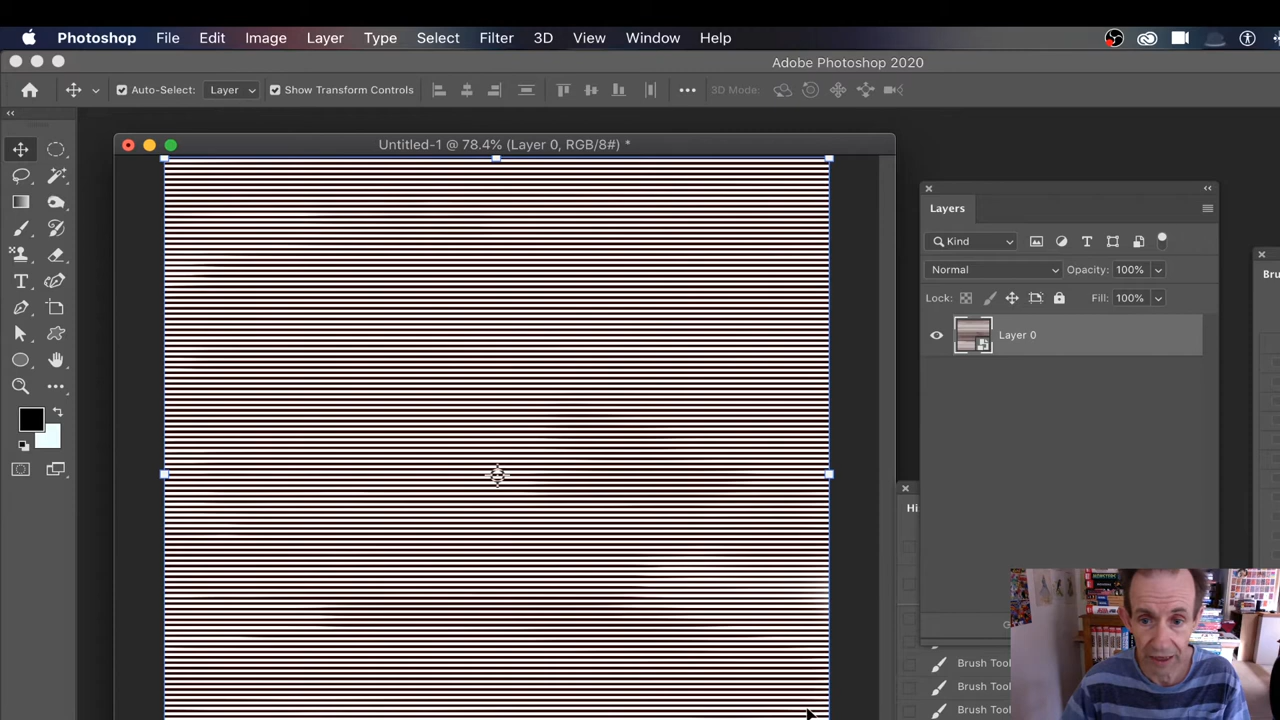 Photoshop File Edit Image Layer Type Select Filter 3D View Window Help
Adobe Photoshop 2020
Auto-Select: Layer Show Transform Controls 3D Mode:
Untitled-1 @ 78.4% (Layer 0, RGB/8#) *
Layers
Kind
Normal Opacity: 100%
Lock: Fill: 100%
Layer 0
Bru
Hi
Brush Tool
Brush Tool
Brush Tool